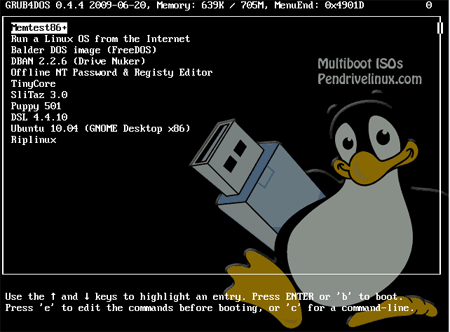 GRUB4DOS 0.4.4 2009-06-20, Memory: 639K / 705M, MenuEnd: 0x4901D 0
Memtest86+
Run a Linux OS from the Internet
Balder DOS image (FreeDOS)
DBAN 2.2.6 (Drive Nuker)
Offline NT Password & Registy Editor
TinyCore
SliTaz 3.0
Puppy 501
DSL 4.4.10
Ubuntu 10.04 (GNOME Desktop x86)
Riplinux
Multiboot ISOs
Pendrivelinux.com
Use the ↑ and ↓ keys to highlight an entry. Press ENTER or 'b' to boot.
Press 'e' to edit the commands before booting, or 'c' for a command-line.